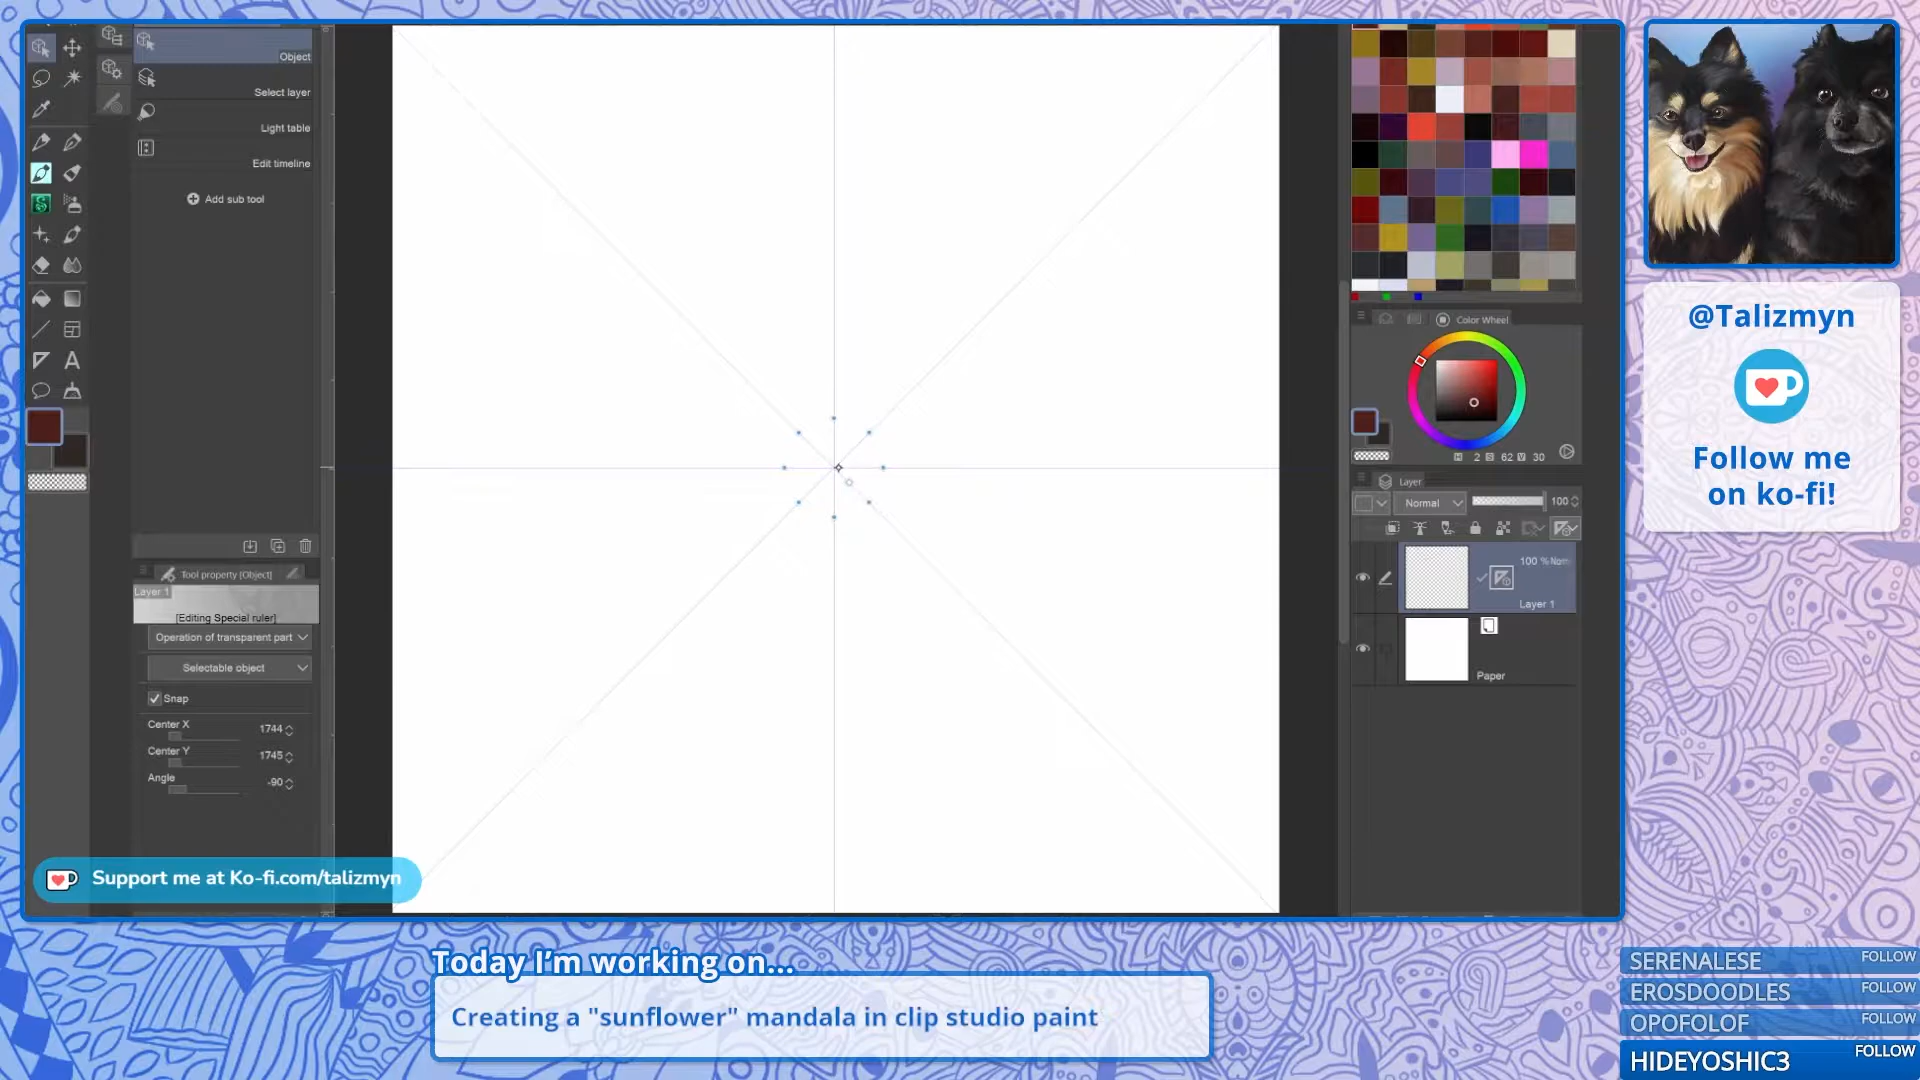 Object
Select layer
Light table
Edit timeline
Add sub tool
Tool property [Object]
Layer 1
[Editing Special ruler]
Operation of transparent part
Selectable object
Snap
Center X
1744
Center Y
1745
Angle
-90
Support me at Ko-fi.com/talizmyn
Color Wheel
H 2 S 62 V 30
Layer
Normal
100
100 % Norm
Layer 1
Paper
@Talizmyn
Follow me
on ko-fi!
Today I'm working on...
Creating a "sunflower" mandala in clip studio paint
SERENALESE FOLLOW
EROSDOODLES FOLLOW
OPOFOLOF FOLLOW
HIDEYOSHIC3 FOLLOW